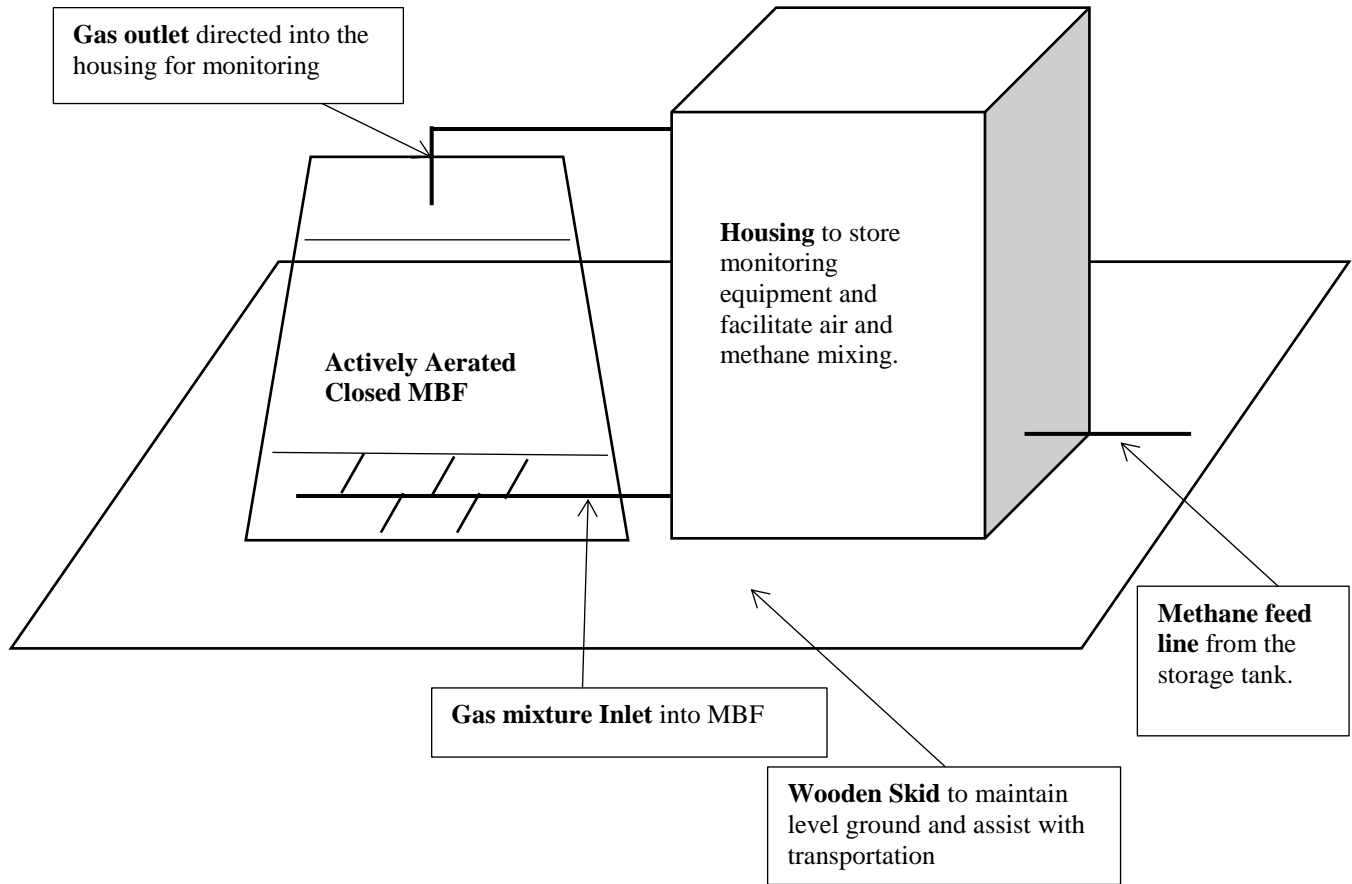 Gas outlet directed into the
housing for monitoring
Housing to store
monitoring
equipment and
facilitate air and
methane mixing.
Actively Aerated
Closed MBF
Methane feed
line from the
storage tank.
Gas mixture Inlet into MBF
Wooden Skid to maintain
level ground and assist with
transportation